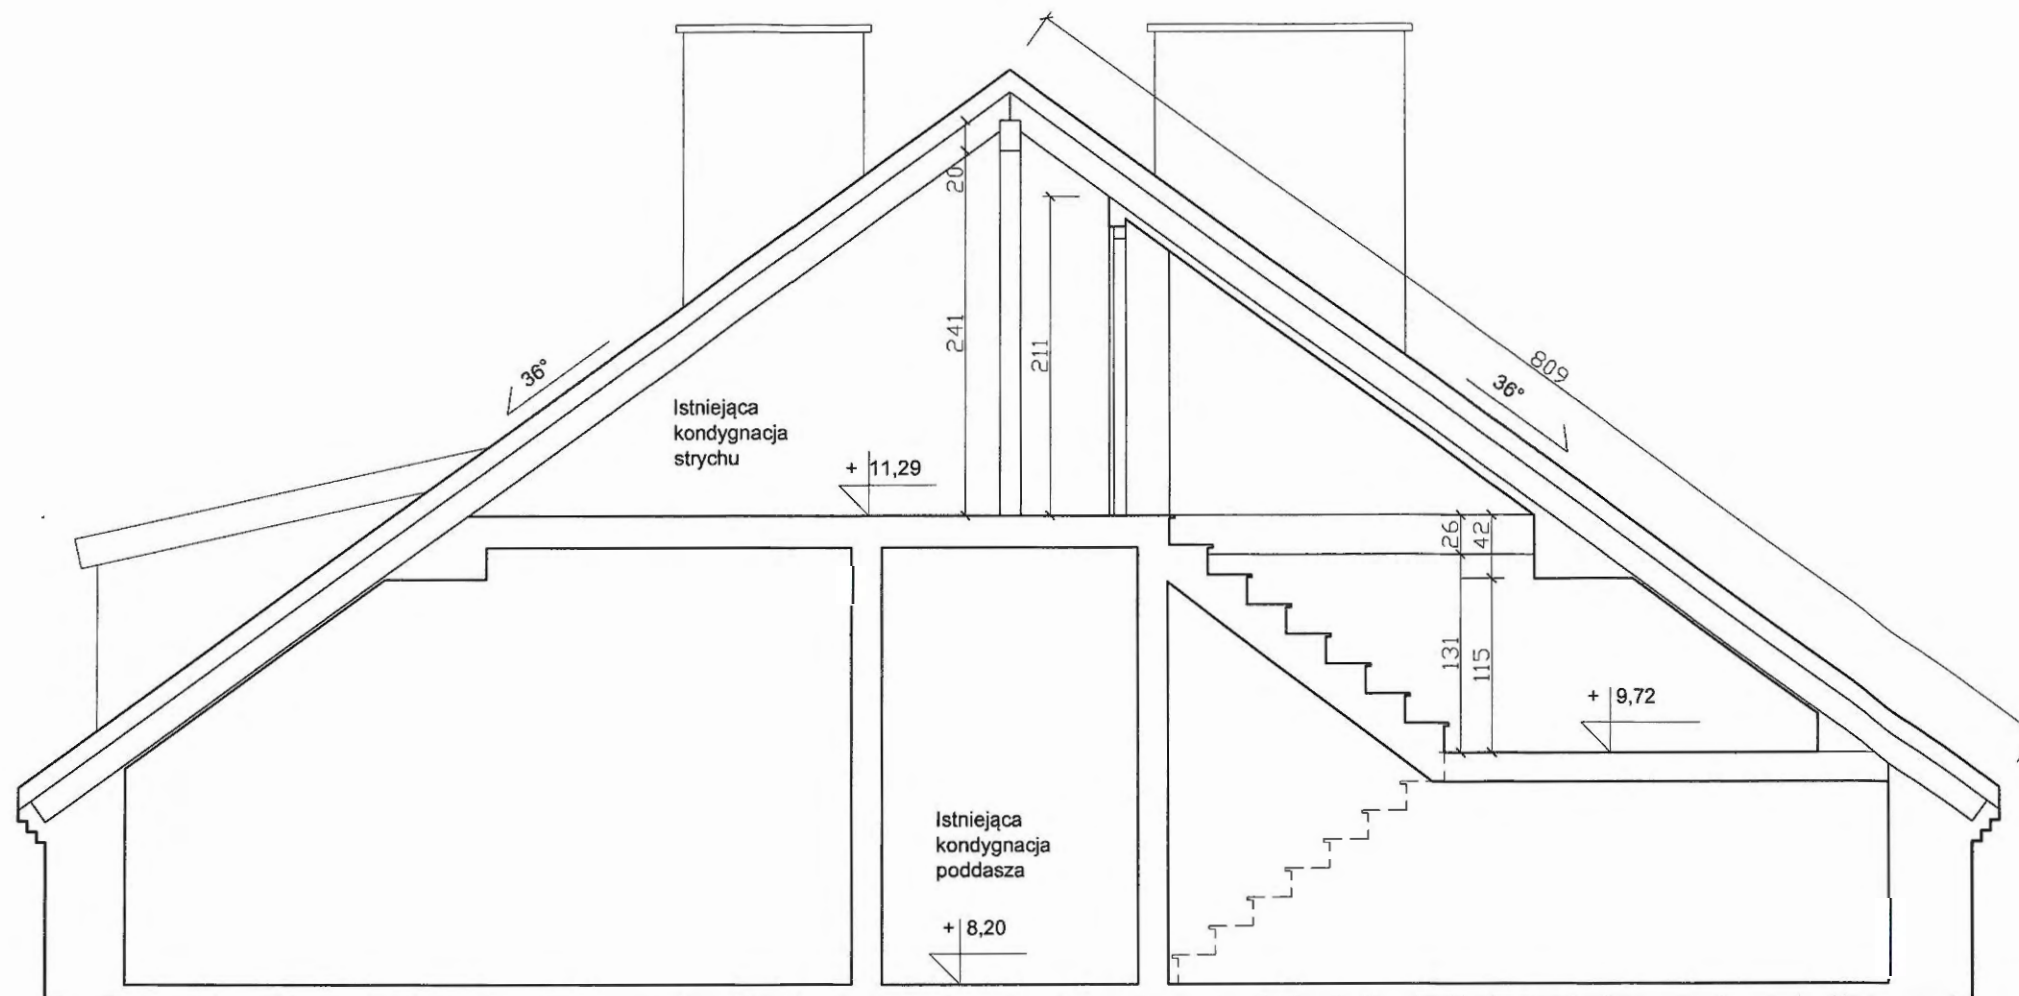 20
241
211
36°
809
36°
Istniejąca
kondygnacja
strychu
+ 11,29
26
42
131
115
+ 9,72
Istniejąca
kondygnacja
poddasza
+ 8,20